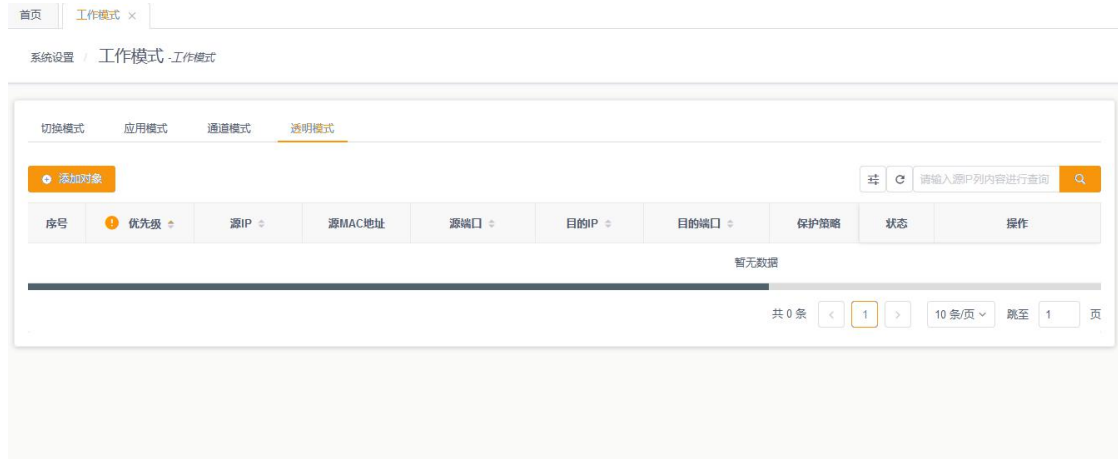 首页 工作模式 ×
系统设置 / 工作模式 -工作模式
切换模式 应用模式 通道模式 透明模式
添加对象 请输入源IP列内容进行查询
序号 优先级 源IP 源MAC地址 源端口 目的IP 目的端口 保护策略 状态 操作
暂无数据
共 0 条 < 1 > 10 条/页 跳至 1 页